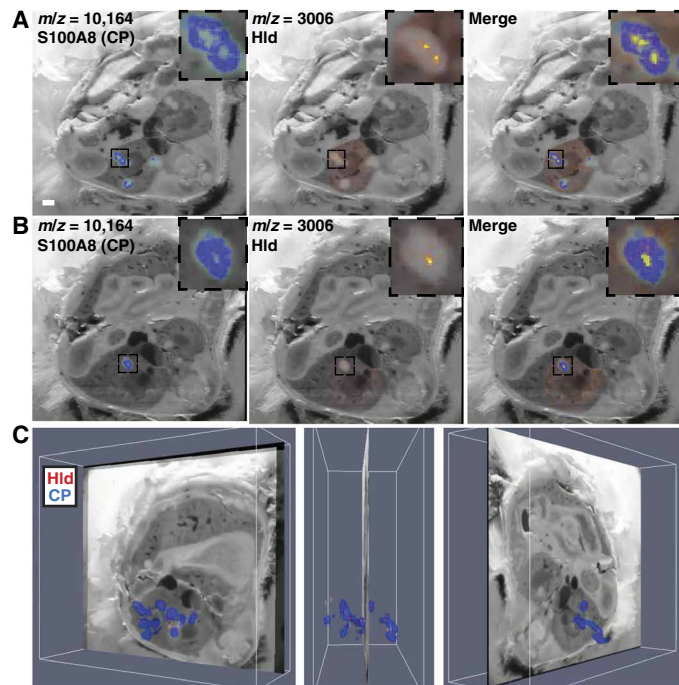 A
m/z = 10,164
S100A8 (CP)
m/z = 3006
Hld
Merge
B
m/z = 10,164
S100A8 (CP)
m/z = 3006
Hld
Merge
C
Hld
CP